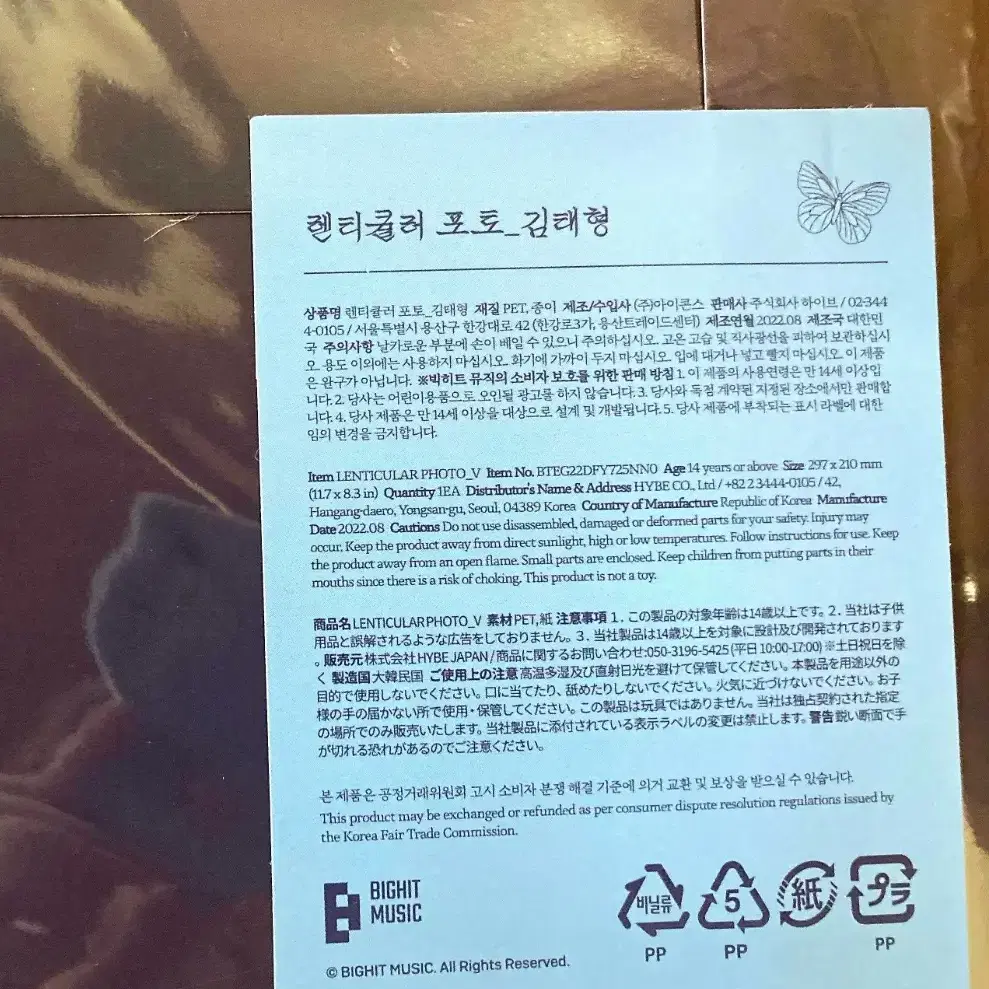 렌티큘러 포토_김태형
상품명 렌티큘러 포토_김태형 재질 PET, 종이 제조/수입사 (주)아이콘스 판매사 주식회사 하이브 / 02-344
4-0105 / 서울특별시 용산구 한강대로 42 (한강로3가, 용산트레이드센터) 제조연월 2022.08 제조국 대한민
국 주의사항 날카로운 부분에 손이 베일 수 있으니 주의하십시오. 고온 고습 및 직사광선을 피하여 보관하십시
오. 용도 이외에는 사용하지 마십시오. 화기에 가까이 두지 마십시오. 입에 대거나 넣고 빨지 마십시오. 이 제품
은 완구가 아닙니다. ※빅히트 뮤직의 소비자 보호를 위한 판매 방침 1. 이 제품의 사용연령은 만 14세 이상입
니다. 2. 당사는 어린이용품으로 오인될 광고를 하지 않습니다. 3. 당사와 독점 계약된 지정된 장소에서만 판매합
니다. 4. 당사 제품은 만 14세 이상을 대상으로 설계 및 개발됩니다. 5. 당사 제품에 부착되는 표시 라벨에 대한
임의 변경을 금지합니다.
Item LENTICULAR PHOTO_V Item No. BTEG22DFY725NN0 Age 14 years or above Size 297 x 210 mm
(11.7 x 8.3 in) Quantity 1EA Distributor's Name & Address HYBE CO., Ltd / +82 2 3444-0105 / 42,
Hangang-daero, Yongsan-gu, Seoul, 04389 Korea Country of Manufacture Republic of Korea Manufacture
Date 2022.08 Cautions Do not use disassembled, damaged or deformed parts for your safety. Injury may
occur. Keep the product away from direct sunlight, high or low temperatures. Follow instructions for use. Keep
the product away from an open flame. Small parts are enclosed. Keep children from putting parts in their
mouths since there is a risk of choking. This product is not a toy.
商品名 LENTICULAR PHOTO_V 素材 PET, 紙 注意事項 1. この製品の対象年齢は14歳以上です。2. 当社は子供
用品と誤解されるような広告をしておりません。3. 当社製品は14歳以上を対象に設計及び開発されております
。販売元 株式会社HYBE JAPAN / 商品に関するお問い合わせ:050-3196-5425 (平日 10:00-17:00) ※土日祝日を除
く 製造国 大韓民国 ご使用上の注意 高温多湿及び直射日光を避けて保管してください。本製品を用途以外の
目的で使用しないでください。口に当てたり、舐めたりしないでください。火気に近づけないでください。お子
様の手の届かない所で使用・保管してください。この製品は玩具ではありません。当社は独占契約された指定
の場所でのみ販売いたします。当社製品に添付されている表示ラベルの変更は禁止します。警告 鋭い断面で手
が切れる恐れがあるのでご注意ください。
본 제품은 공정거래위원회 고시 소비자 분쟁 해결 기준에 의거 교환 및 보상을 받으실 수 있습니다.
This product may be exchanged or refunded as per consumer dispute resolution regulations issued by
the Korea Fair Trade Commission.
BIGHIT
MUSIC
비닐류 5 紙 プラ
PP PP PP
© BIGHIT MUSIC. All Rights Reserved.